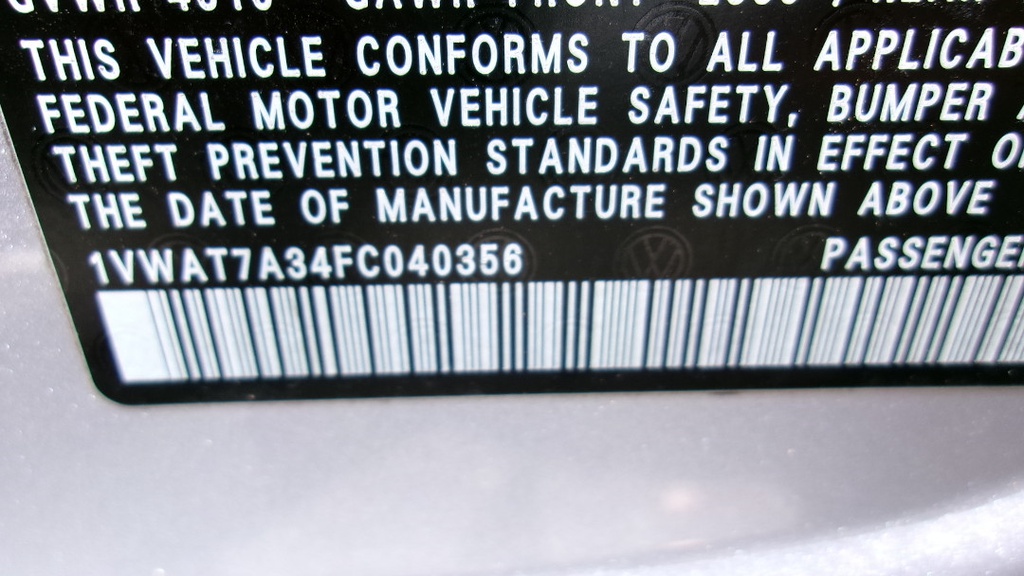 THIS VEHICLE CONFORMS TO ALL APPLICAB
FEDERAL MOTOR VEHICLE SAFETY, BUMPER
THEFT PREVENTION STANDARDS IN EFFECT
THE DATE OF MANUFACTURE SHOWN ABOVE
1VWAT7A34FC040356 PASSENGER